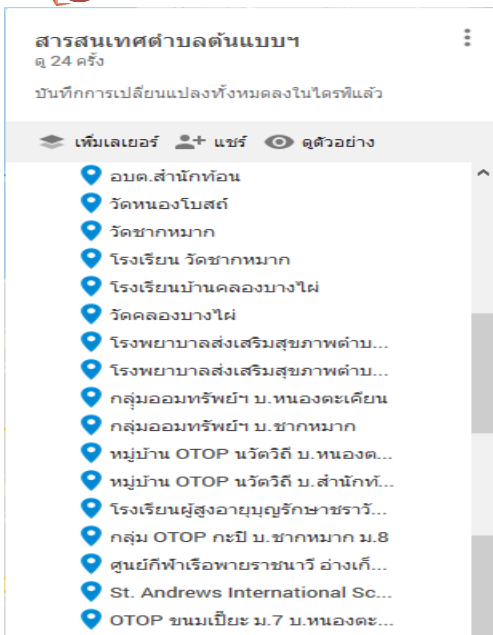 สารสนเทศตำบลต้นแบบฯ
ดู 24 ครั้ง
บันทึกการเปลี่ยนแปลงทั้งหมดลงในไดรฟ์แล้ว
เพิ่มเลเยอร์ แชร์ ดูตัวอย่าง
อบต.สำนักท้อน
วัดหนองโบสถ์
วัดชากหมาก
โรงเรียน วัดชากหมาก
โรงเรียนบ้านคลองบางไผ่
วัดคลองบางไผ่
โรงพยาบาลส่งเสริมสุขภาพตำบ...
โรงพยาบาลส่งเสริมสุขภาพตำบ...
กลุ่มออมทรัพย์ฯ บ.หนองตะเคียน
กลุ่มออมทรัพย์ฯ บ.ชากหมาก
หมู่บ้าน OTOP นวัตวิถี บ.หนองต...
หมู่บ้าน OTOP นวัตวิถี บ.สำนักท้...
โรงเรียนผู้สูงอายุบุญรักษาชราวั...
กลุ่ม OTOP กะปิ บ.ชากหมาก ม.8
ศูนย์กีฬาเรือพายราชนาวี อ่างเก็...
St. Andrews International Sc...
OTOP ขนมเปี๊ยะ ม.7 บ.หนองตะ...